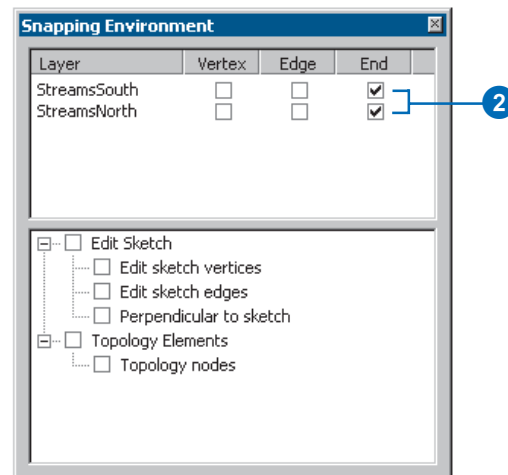 Snapping Environment
Layer Vertex Edge End
StreamsSouth
StreamsNorth
2
Edit Sketch
Edit sketch vertices
Edit sketch edges
Perpendicular to sketch
Topology Elements
Topology nodes